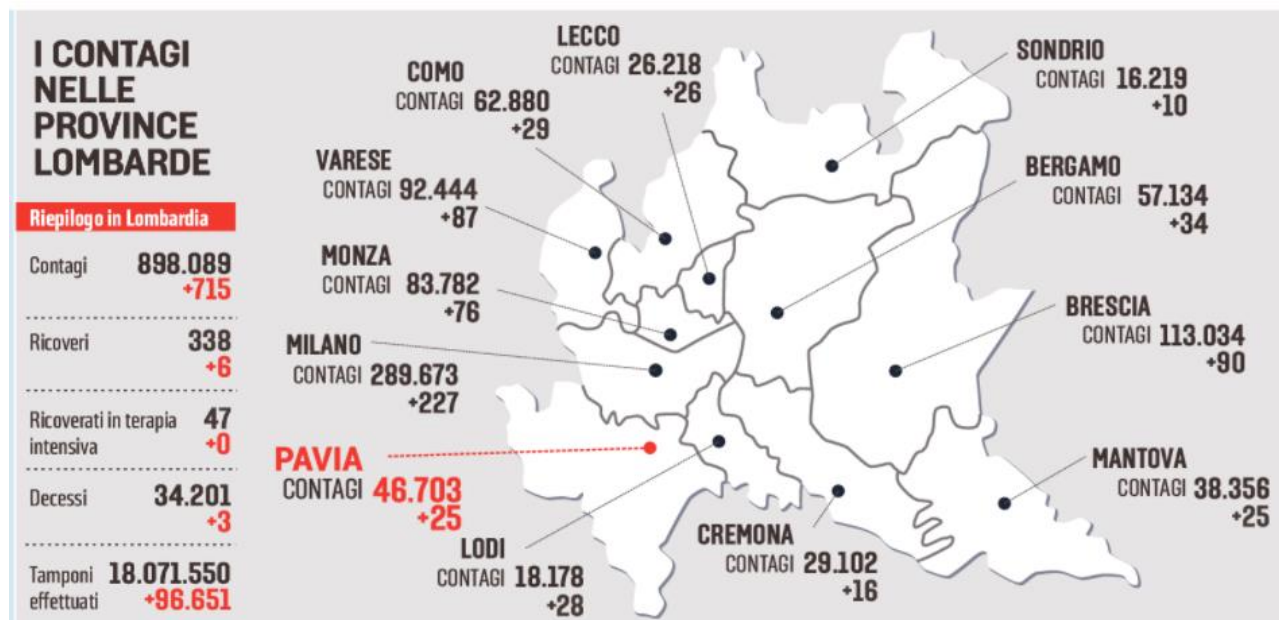 I CONTAGI
NELLE
PROVINCE
LOMBARDE
Riepilogo in Lombardia
Contagi 898.089
+715
Ricoveri 338
+6
Ricoverati in terapia intensiva 47
+0
Decessi 34.201
+3
Tamponi effettuati 18.071.550
+96.651
LECCO
CONTAGI 26.218
+26
COMO
CONTAGI 62.880
+29
VARESE
CONTAGI 92.444
+87
MONZA
CONTAGI 83.782
+76
MILANO
CONTAGI 289.673
+227
PAVIA
CONTAGI 46.703
+25
LODI
CONTAGI 18.178
+28
CREMONA
CONTAGI 29.102
+16
SONDRIO
CONTAGI 16.219
+10
BERGAMO
CONTAGI 57.134
+34
BRESCIA
CONTAGI 113.034
+90
MANTOVA
CONTAGI 38.356
+25